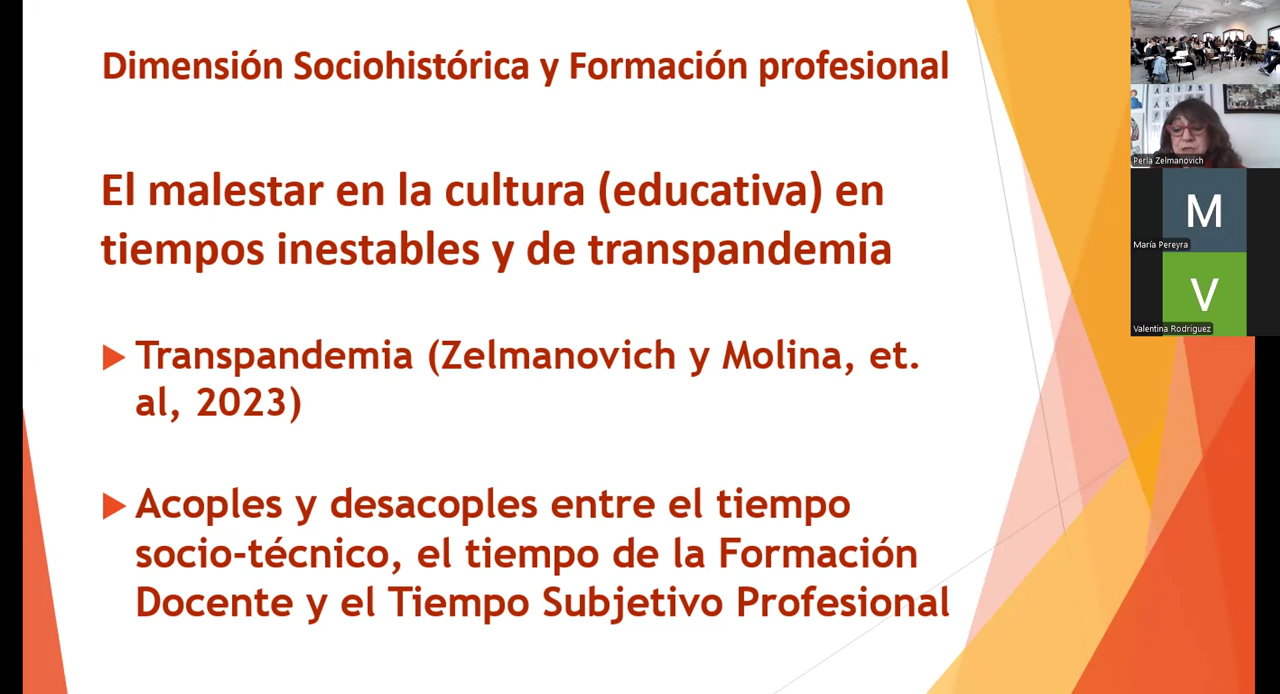 Dimensión Sociohistórica y Formación profesional
El malestar en la cultura (educativa) en
tiempos inestables y de transpandemia
Transpandemia (Zelmanovich y Molina, et.
al, 2023)
Acoples y desacoples entre el tiempo
socio-técnico, el tiempo de la Formación
Docente y el Tiempo Subjetivo Profesional
Perla Zelmanovich
M
María Pereyra
V
Valentina Rodriguez